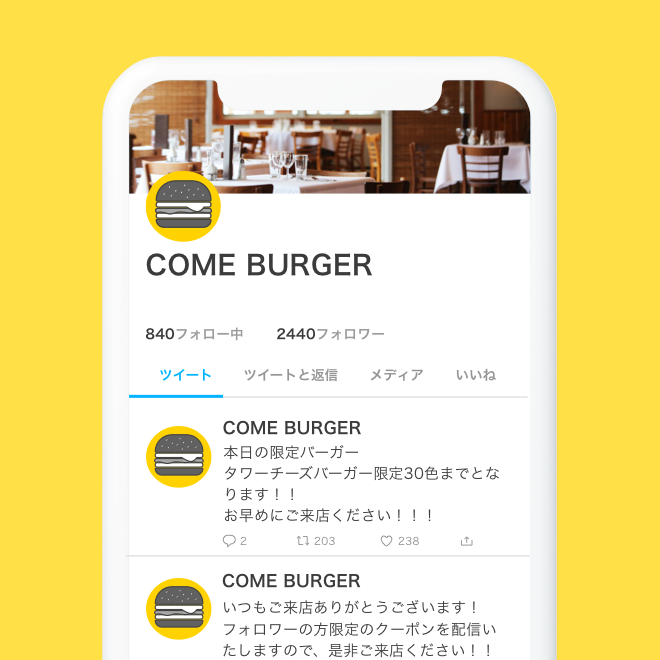 COME BURGER
840フォロー中 2440フォロワー
ツイート ツイートと返信 メディア いいね
COME BURGER
本日の限定バーガー
タワーチーズバーガー限定30色までとな
ります！！
お早めにご来店ください！！！
2 203 238
COME BURGER
いつもご来店ありがとうございます！
フォロワーの方限定のクーポンを配信い
たしますので、是非ご来店ください！！